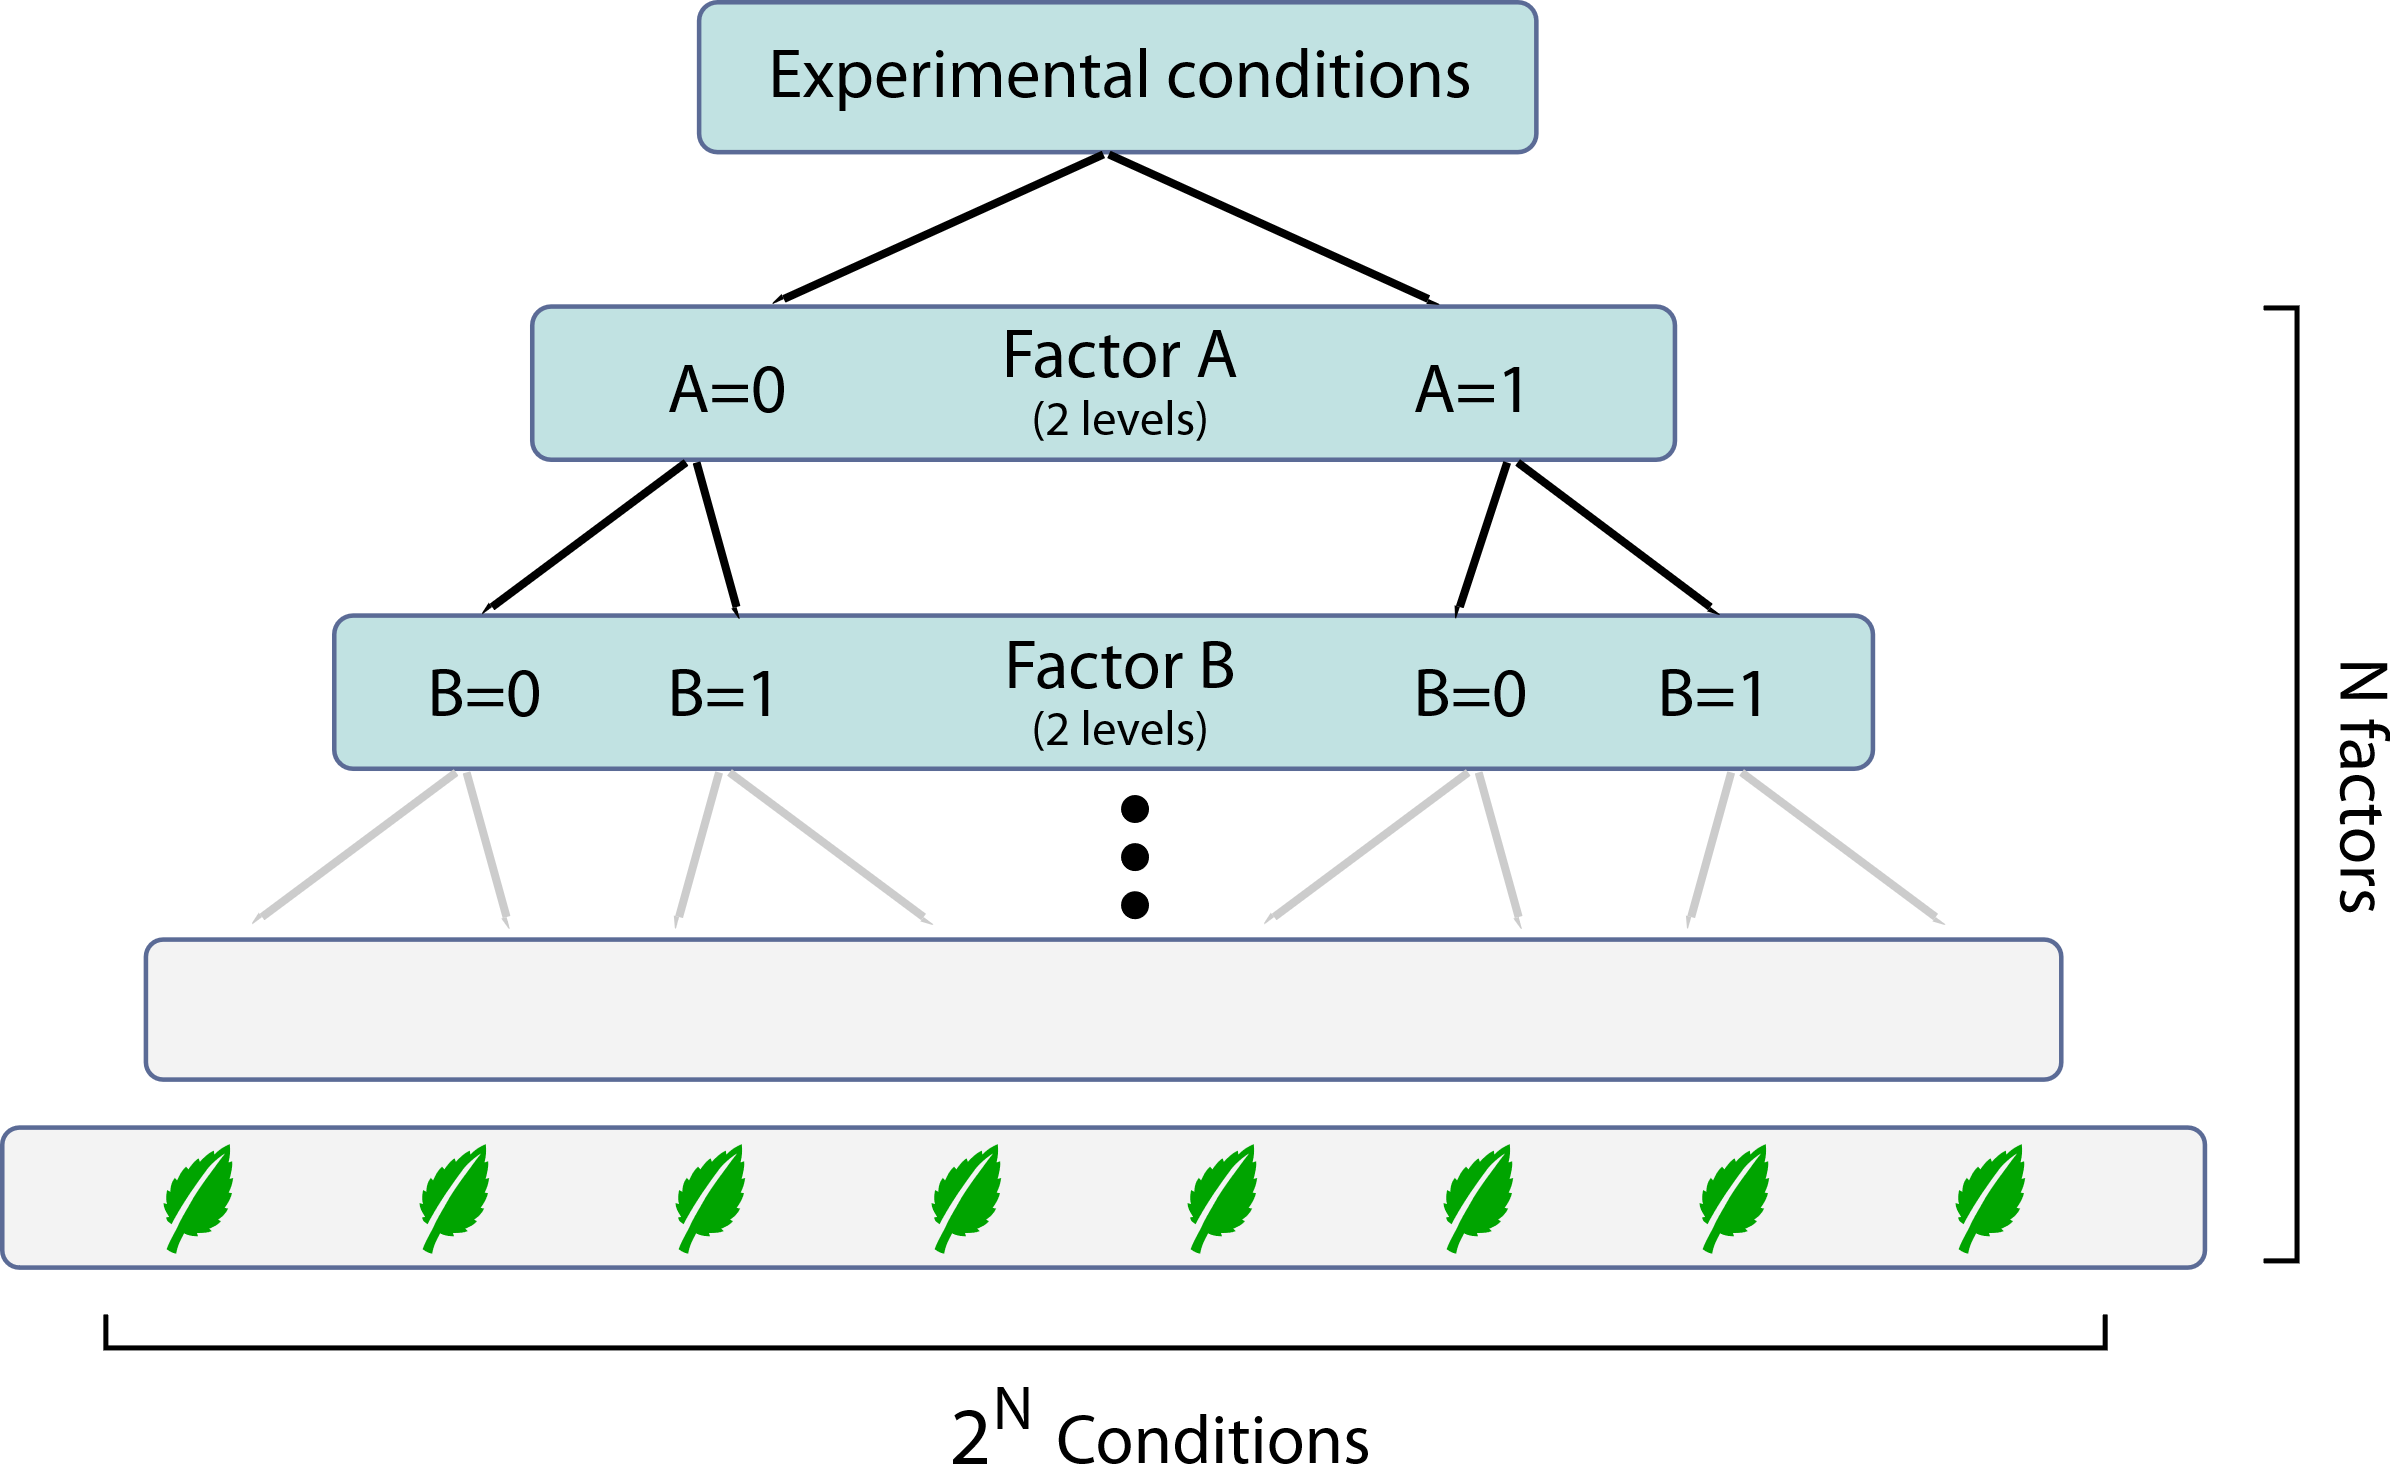 Experimental conditions
A=0 Factor A A=1
(2 levels)
B=0 B=1 Factor B B=0 B=1
(2 levels)
N factors
2^N Conditions